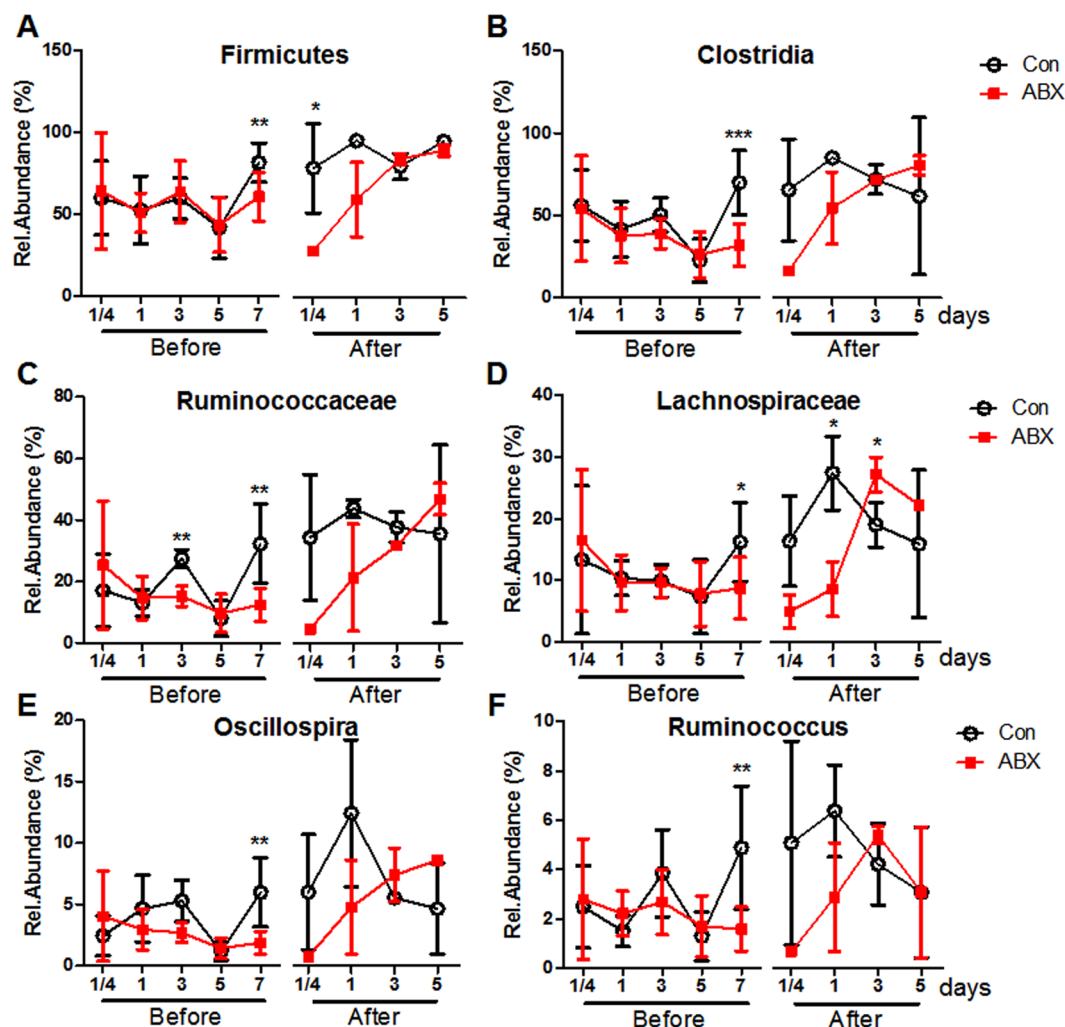 A
Firmicutes
Rel.Abundance (%)
150
100
50
0
**
*
1/4 1 3 5 7 1/4 1 3 5
Before After
B
Clostridia
Rel.Abundance (%)
150
100
50
0
***
1/4 1 3 5 7 1/4 1 3 5 days
Before After
Con
ABX
C
Ruminococcaceae
Rel.Abundance (%)
80
60
40
20
0
** **
1/4 1 3 5 7 1/4 1 3 5
Before After
D
Lachnospiraceae
Rel.Abundance (%)
40
30
20
10
0
* * *
1/4 1 3 5 7 1/4 1 3 5 days
Before After
Con
ABX
E
Oscillospira
Rel.Abundance (%)
20
15
10
5
0
**
1/4 1 3 5 7 1/4 1 3 5
Before After
F
Ruminococcus
Rel.Abundance (%)
10
8
6
4
2
0
**
1/4 1 3 5 7 1/4 1 3 5 days
Before After
Con
ABX